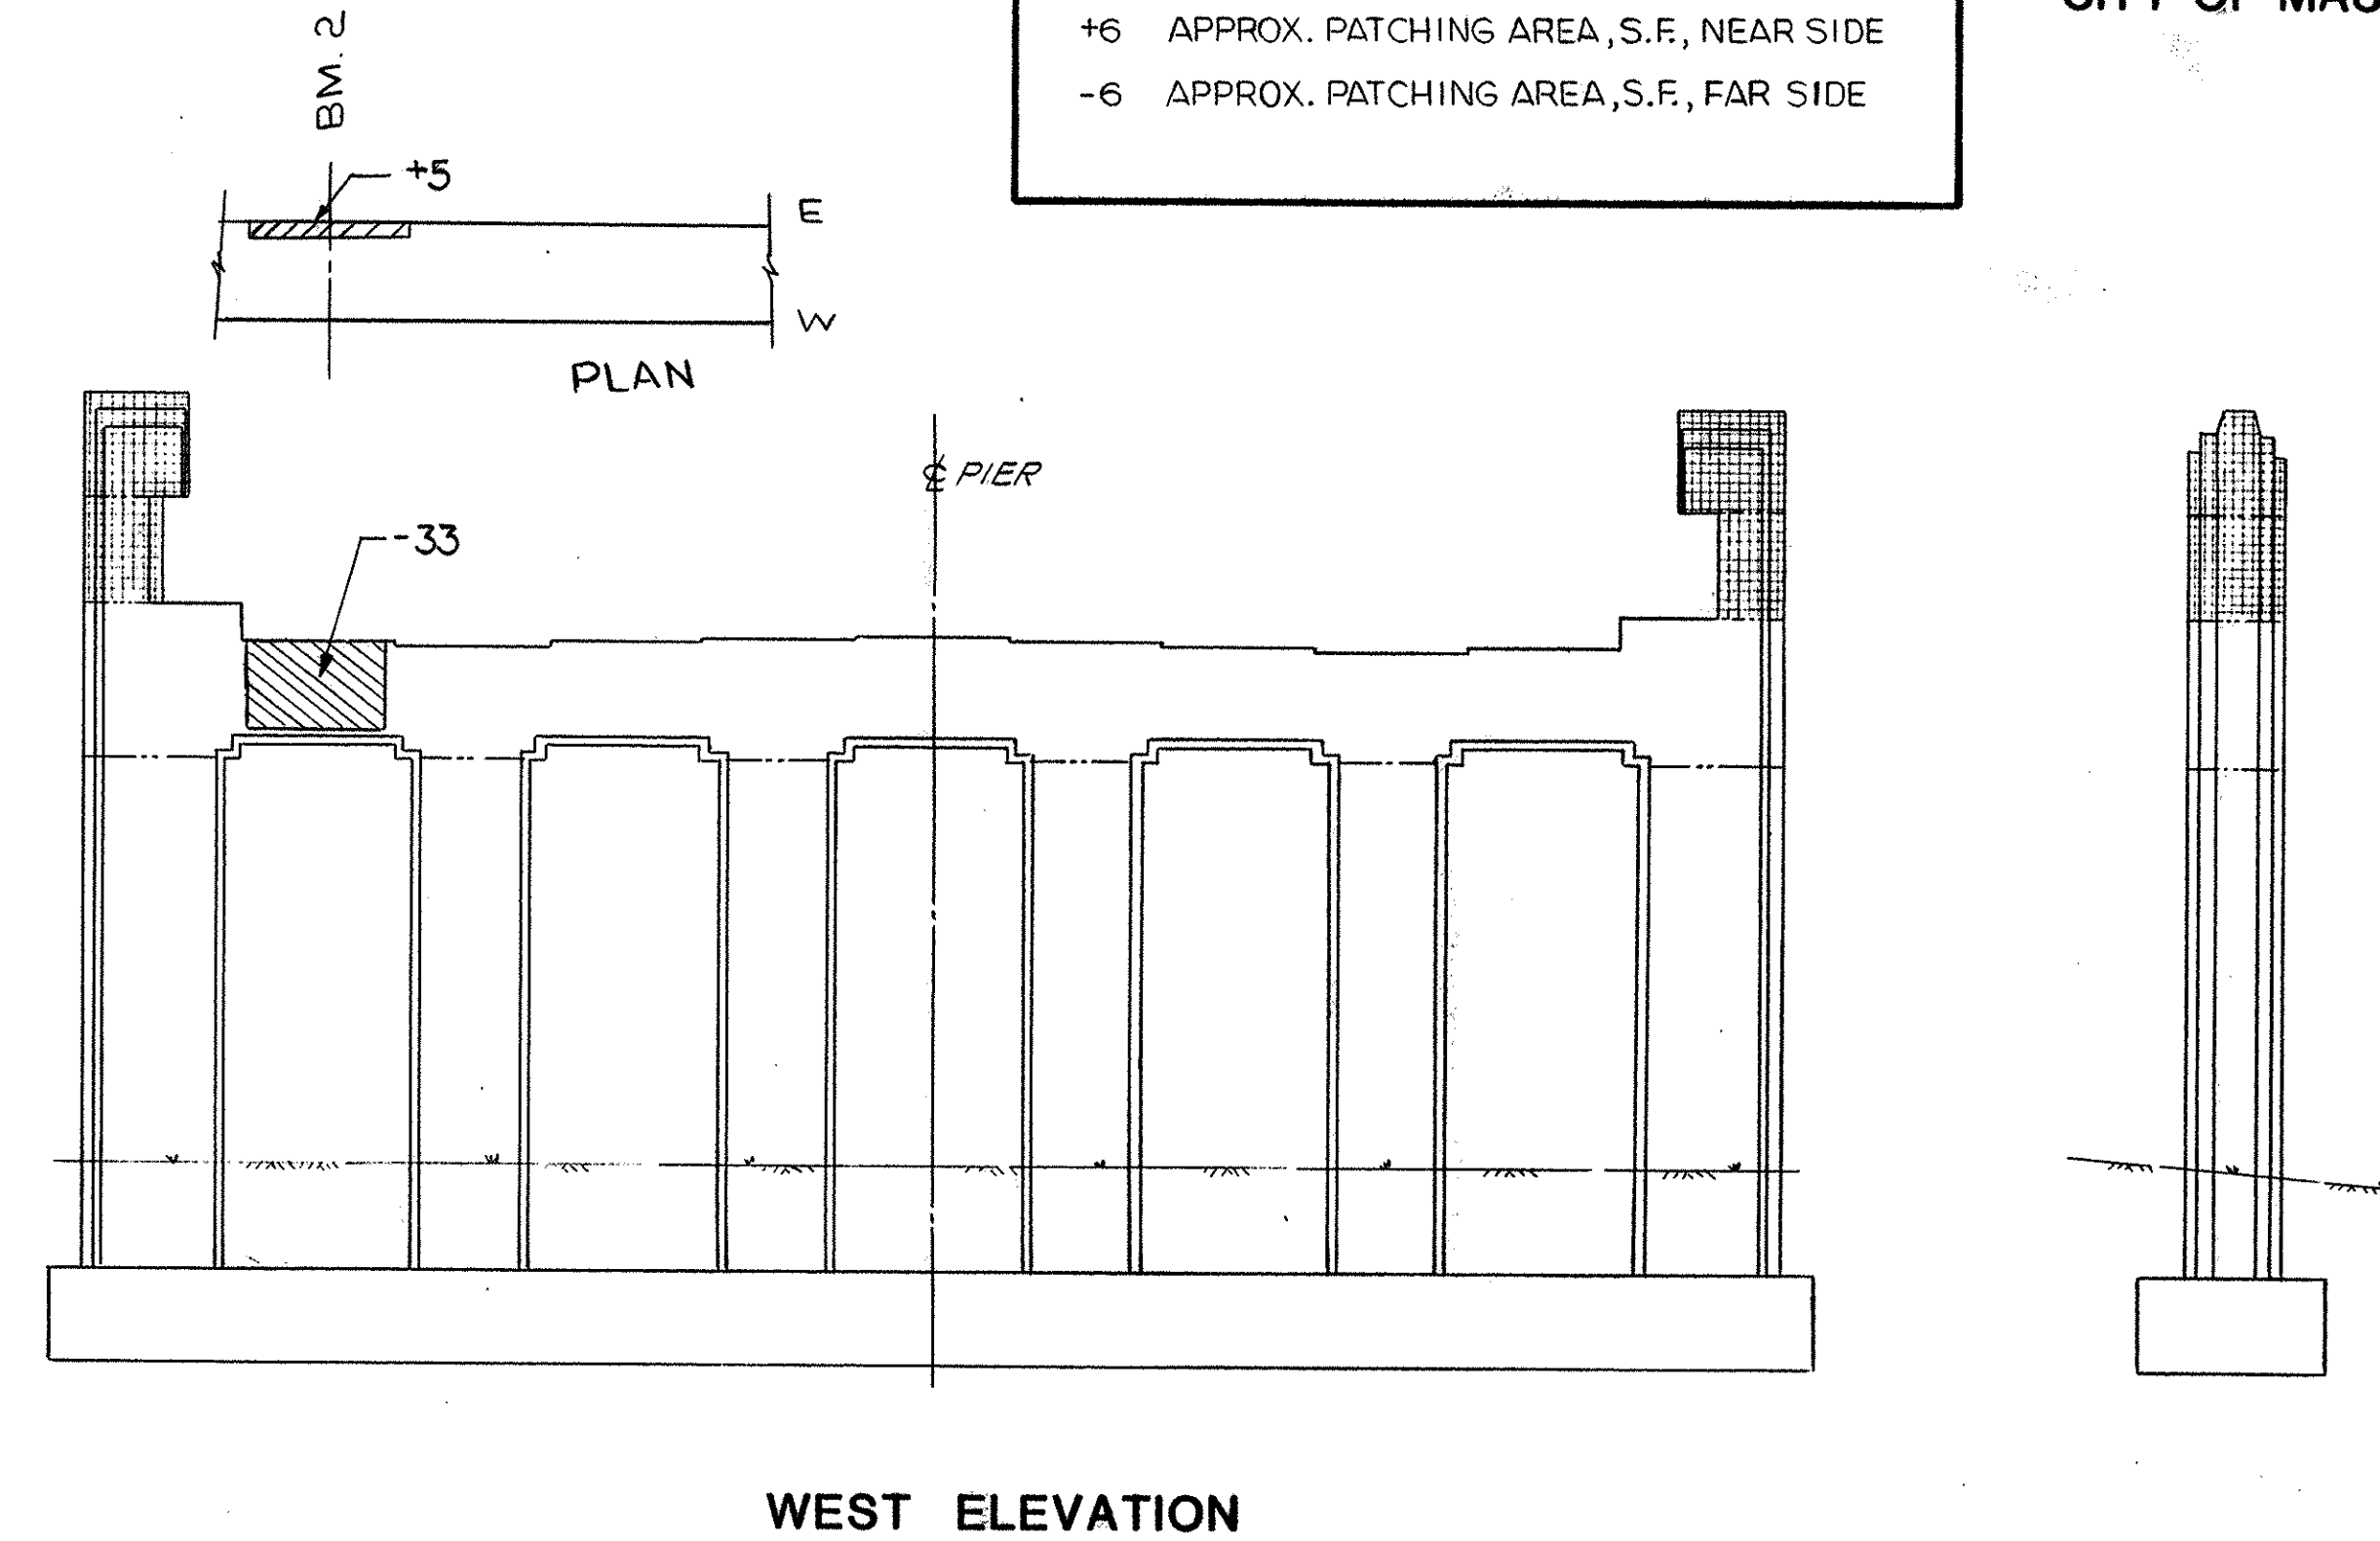 +6 APPROX. PATCHING AREA, S.F., NEAR SIDE
-6 APPROX. PATCHING AREA, S.F., FAR SIDE
BM. 2
+5
E
W
PLAN
℄ PIER
-33
WEST ELEVATION